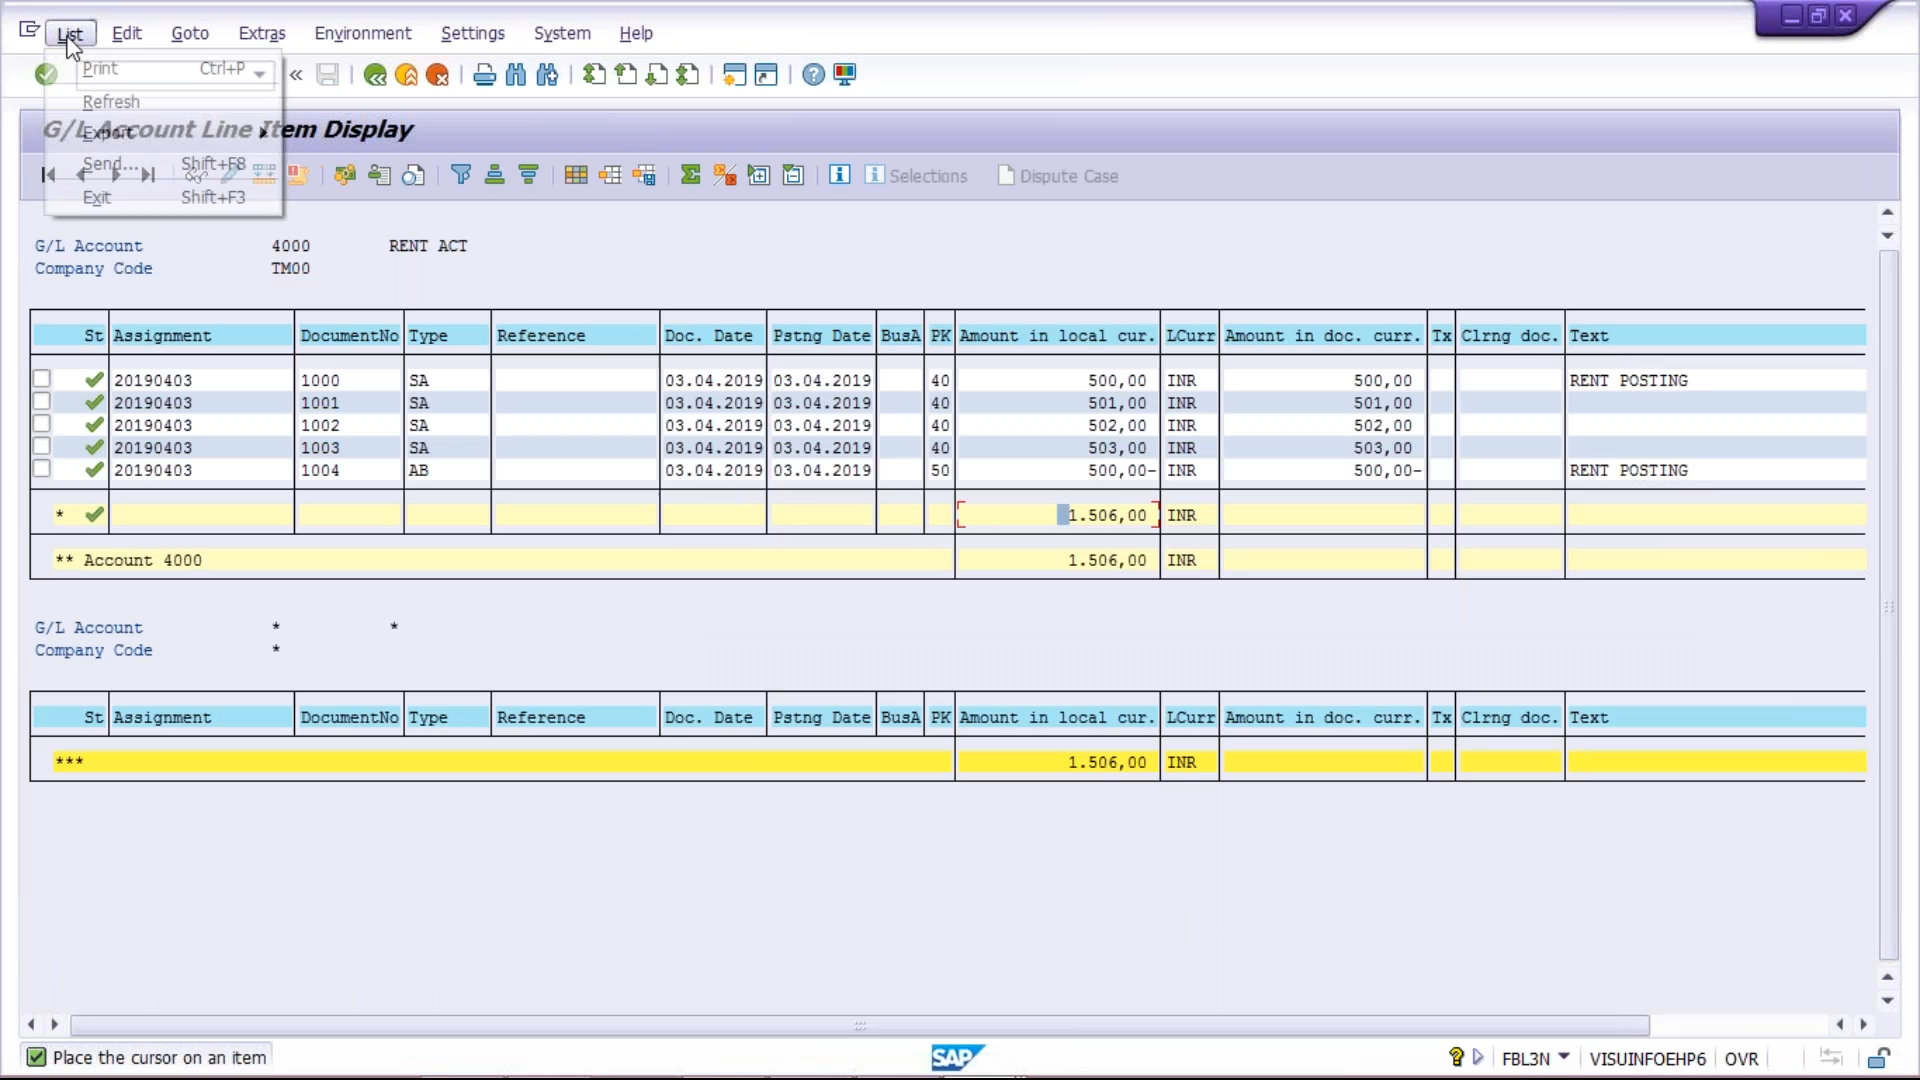 List Edit Goto Extras Environment Settings System Help
Print Ctrl+P
Refresh
Export
Send... Shift+F8
Exit Shift+F3
G/L Account Line Item Display
Selections Dispute Case
G/L Account 4000 RENT ACT
Company Code TM00
St Assignment DocumentNo Type Reference Doc. Date Pstng Date BusA PK Amount in local cur. LCurr Amount in doc. curr. Tx Clrng doc. Text
20190403 1000 SA 03.04.2019 03.04.2019 40 500,00 INR 500,00 RENT POSTING
20190403 1001 SA 03.04.2019 03.04.2019 40 501,00 INR 501,00
20190403 1002 SA 03.04.2019 03.04.2019 40 502,00 INR 502,00
20190403 1003 SA 03.04.2019 03.04.2019 40 503,00 INR 503,00
20190403 1004 AB 03.04.2019 03.04.2019 50 500,00- INR 500,00- RENT POSTING
* 1.506,00 INR
** Account 4000 1.506,00 INR
G/L Account * *
Company Code *
St Assignment DocumentNo Type Reference Doc. Date Pstng Date BusA PK Amount in local cur. LCurr Amount in doc. curr. Tx Clrng doc. Text
*** 1.506,00 INR
Place the cursor on an item SAP FBL3N VISUINFOEHP6 OVR